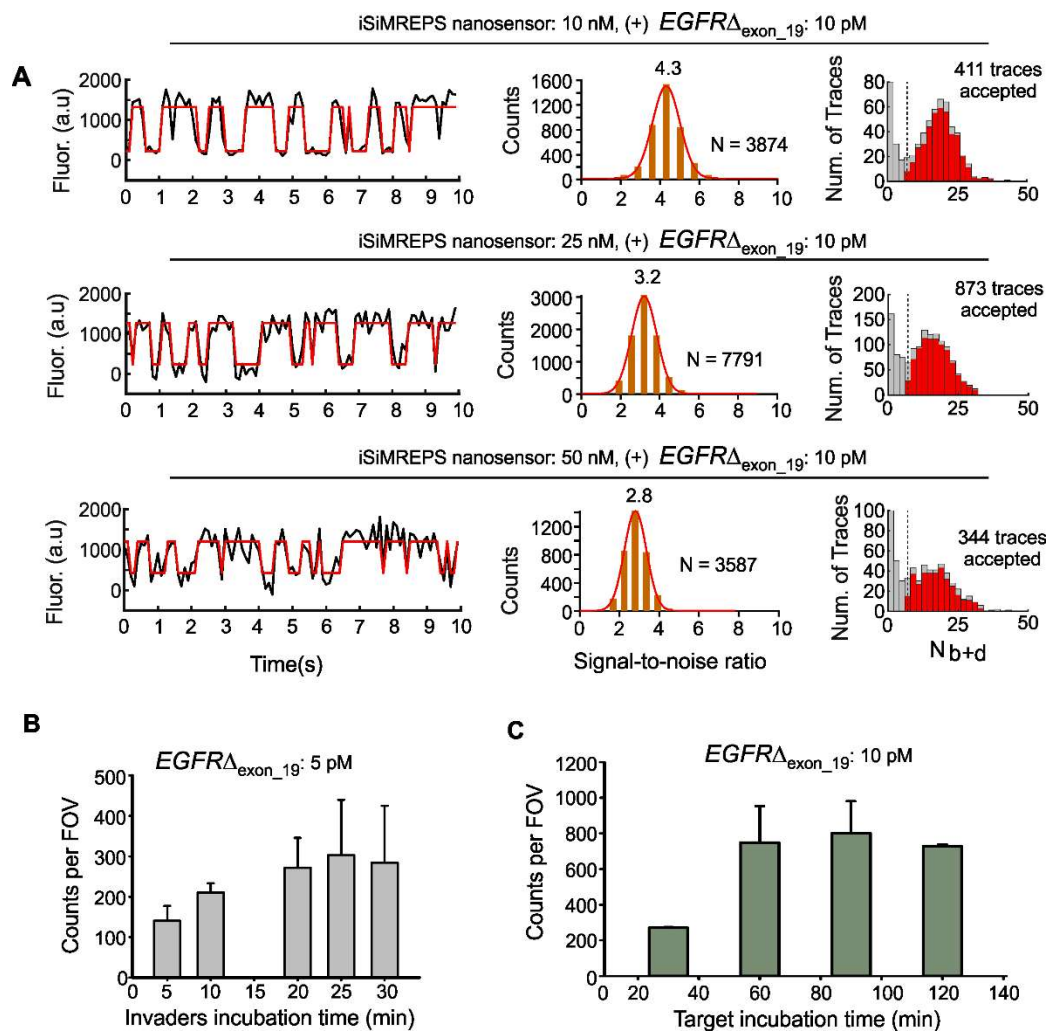 iSiMREPS nanosensor: 10 nM, (+) EGFRΔexon_19: 10 pM
A
2000
1000
0
Fluor. (a.u)
0 1 2 3 4 5 6 7 8 9 10
4.3
1600
1200
800
400
0
Counts
N = 3874
0 2 4 6 8 10
411 traces
accepted
80
60
40
20
0
Num. of Traces
0 25 50
iSiMREPS nanosensor: 25 nM, (+) EGFRΔexon_19: 10 pM
2000
1000
0
Fluor. (a.u)
0 1 2 3 4 5 6 7 8 9 10
3.2
3000
2000
1000
0
Counts
N = 7791
0 2 4 6 8 10
873 traces
accepted
200
150
100
50
0
Num. of Traces
0 25 50
iSiMREPS nanosensor: 50 nM, (+) EGFRΔexon_19: 10 pM
2000
1000
0
Fluor. (a.u)
0 1 2 3 4 5 6 7 8 9 10
Time(s)
2.8
1200
800
400
0
Counts
N = 3587
0 2 4 6 8 10
Signal-to-noise ratio
344 traces
accepted
100
80
60
40
20
0
Num. of Traces
0 25 50
Nb+d
B
EGFRΔexon_19: 5 pM
500
400
300
200
100
0
Counts per FOV
5 10 15 20 25 30
Invaders incubation time (min)
C
EGFRΔexon_19: 10 pM
1200
1000
800
600
400
200
0
Counts per FOV
0 20 40 60 80 100 120 140
Target incubation time (min)